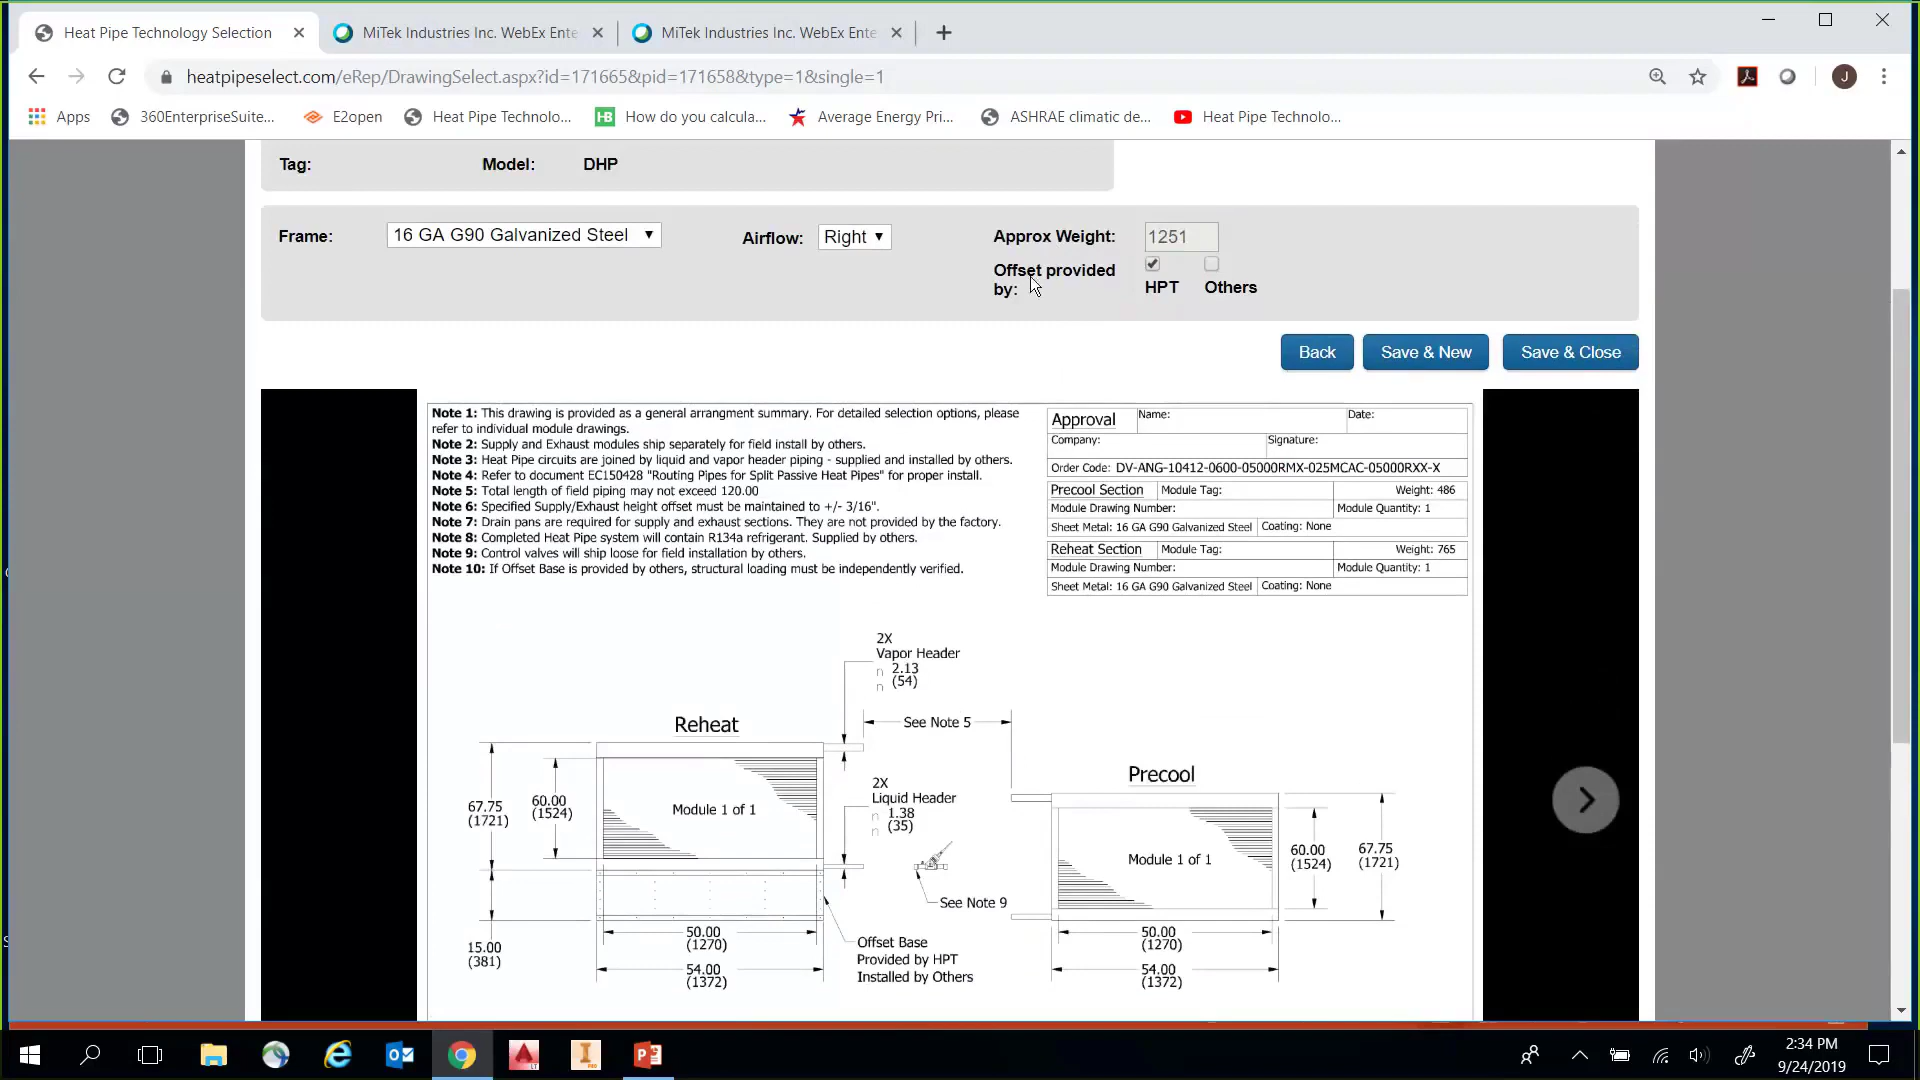 Heat Pipe Technology Selection
MiTek Industries Inc. WebEx Ente
MiTek Industries Inc. WebEx Ente
heatpipeselect.com/eRep/DrawingSelect.aspx?id=171665&pid=171658&type=1&single=1
J
Apps
360EnterpriseSuite...
E2open
Heat Pipe Technolo...
HB
How do you calcula...
Average Energy Pri...
ASHRAE climatic de...
Heat Pipe Technolo...
Tag: Model: DHP
Frame: 16 GA G90 Galvanized Steel Airflow: Right Approx Weight: 1251
Offset provided
by: HPT Others
Back Save & New Save & Close
Note 1: This drawing is provided as a general arrangment summary. For detailed selection options, please
refer to individual module drawings.
Note 2: Supply and Exhaust modules ship separately for field install by others.
Note 3: Heat Pipe circuits are joined by liquid and vapor header piping - supplied and installed by others.
Note 4: Refer to document EC150428 "Routing Pipes for Split Passive Heat Pipes" for proper install.
Note 5: Total length of field piping may not exceed 120.00
Note 6: Specified Supply/Exhaust height offset must be maintained to +/- 3/16".
Note 7: Drain pans are required for supply and exhaust sections. They are not provided by the factory.
Note 8: Completed Heat Pipe system will contain R134a refrigerant. Supplied by others.
Note 9: Control valves will ship loose for field installation by others.
Note 10: If Offset Base is provided by others, structural loading must be independently verified.
Approval Name: Date:
Company: Signature:
Order Code: DV-ANG-10412-0600-05000RMX-025MCAC-05000RXX-X
Precool Section Module Tag: Weight: 486
Module Drawing Number: Module Quantity: 1
Sheet Metal: 16 GA G90 Galvanized Steel Coating: None
Reheat Section Module Tag: Weight: 765
Module Drawing Number: Module Quantity: 1
Sheet Metal: 16 GA G90 Galvanized Steel Coating: None
2X
Vapor Header
2.13
(54)
See Note 5
Reheat
67.75
(1721)
60.00
(1524)
Module 1 of 1
2X
Liquid Header
1.38
(35)
See Note 9
15.00
(381)
50.00
(1270)
54.00
(1372)
Offset Base
Provided by HPT
Installed by Others
Precool
Module 1 of 1
60.00
(1524)
67.75
(1721)
50.00
(1270)
54.00
(1372)
2:34 PM
9/24/2019